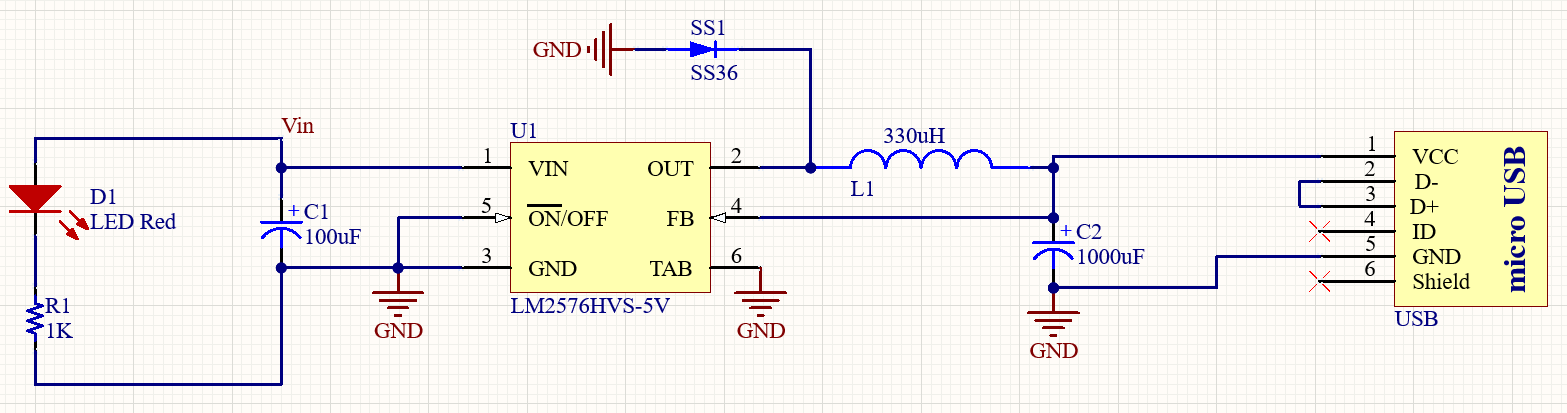 SS1
GND
SS36
Vin
U1
330uH
L1
1 VIN OUT 2
5 ON/OFF FB 4
3 GND TAB 6
LM2576HVS-5V
D1
LED Red
C1
100uF
R1
1K
GND
GND
C2
1000uF
GND
1 VCC
2 D-
3 D+
4 ID
5 GND
6 Shield
micro USB
USB